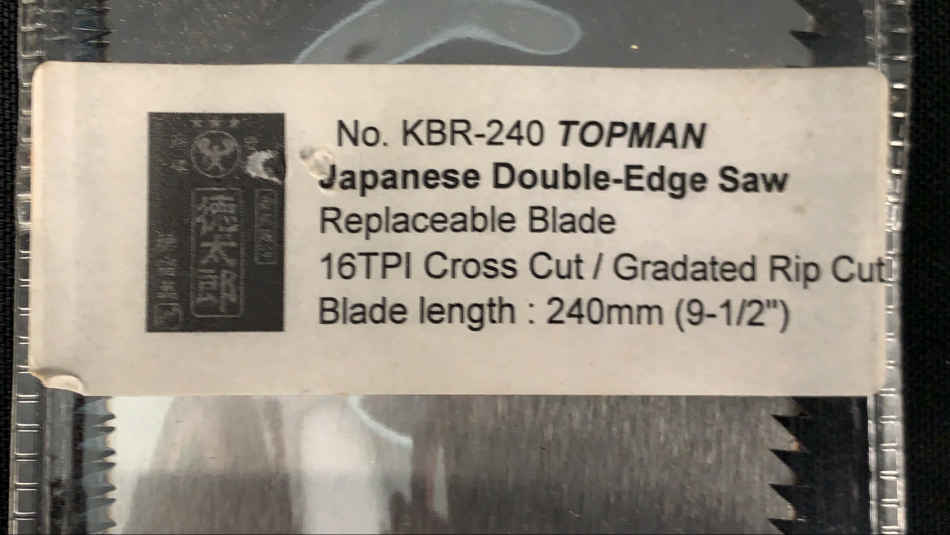 No. KBR-240 TOPMAN
Japanese Double-Edge Saw
Replaceable Blade
16TPI Cross Cut / Gradated Rip Cut
Blade length : 240mm (9-1/2")
徳太郎